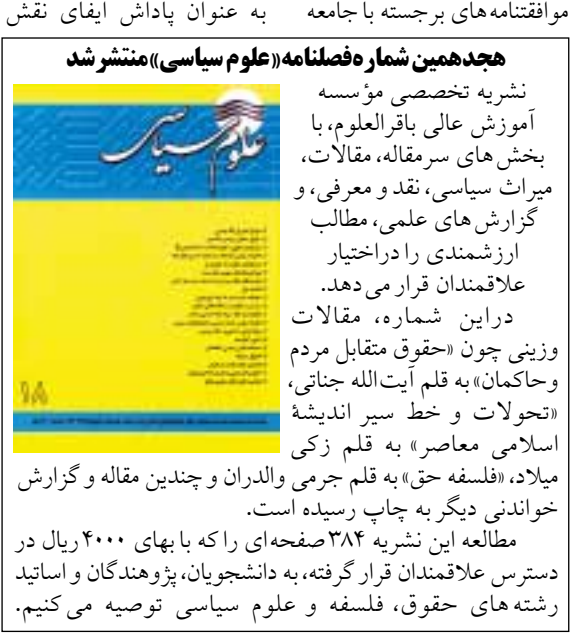 موافقتنامه‌های برجسته با جامعه
به عنوان پاداش ایفای نقش
هجدهمین شماره فصلنامه «علوم سیاسی» منتشر شد
نشریه تخصصی مؤسسه
آموزش عالی باقرالعلوم، با
بخش‌های سرمقاله، مقالات،
میراث سیاسی، نقد و معرفی، و
گزارش‌های علمی، مطالب
ارزشمندی را دراختیار
علاقمندان قرار می‌دهد.
دراین شماره، مقالات
وزینی چون «حقوق متقابل مردم
وحاکمان» به قلم آیت‌الله جناتی،
«تحولات و خط سیر اندیشهٔ
اسلامی معاصر» به قلم زکی
میلاد، «فلسفه حق» به قلم جرمی والدران و چندین مقاله و گزارش
خواندنی دیگر به چاپ رسیده است.
مطالعه این نشریه ۳۸۴ صفحه‌ای را که با بهای ۴۰۰۰ ریال در
دسترس علاقمندان قرار گرفته، به دانشجویان، پژوهندگان و اساتید
رشته‌های حقوق، فلسفه و علوم سیاسی توصیه می‌کنیم.
علوم سیاسی
۱۸